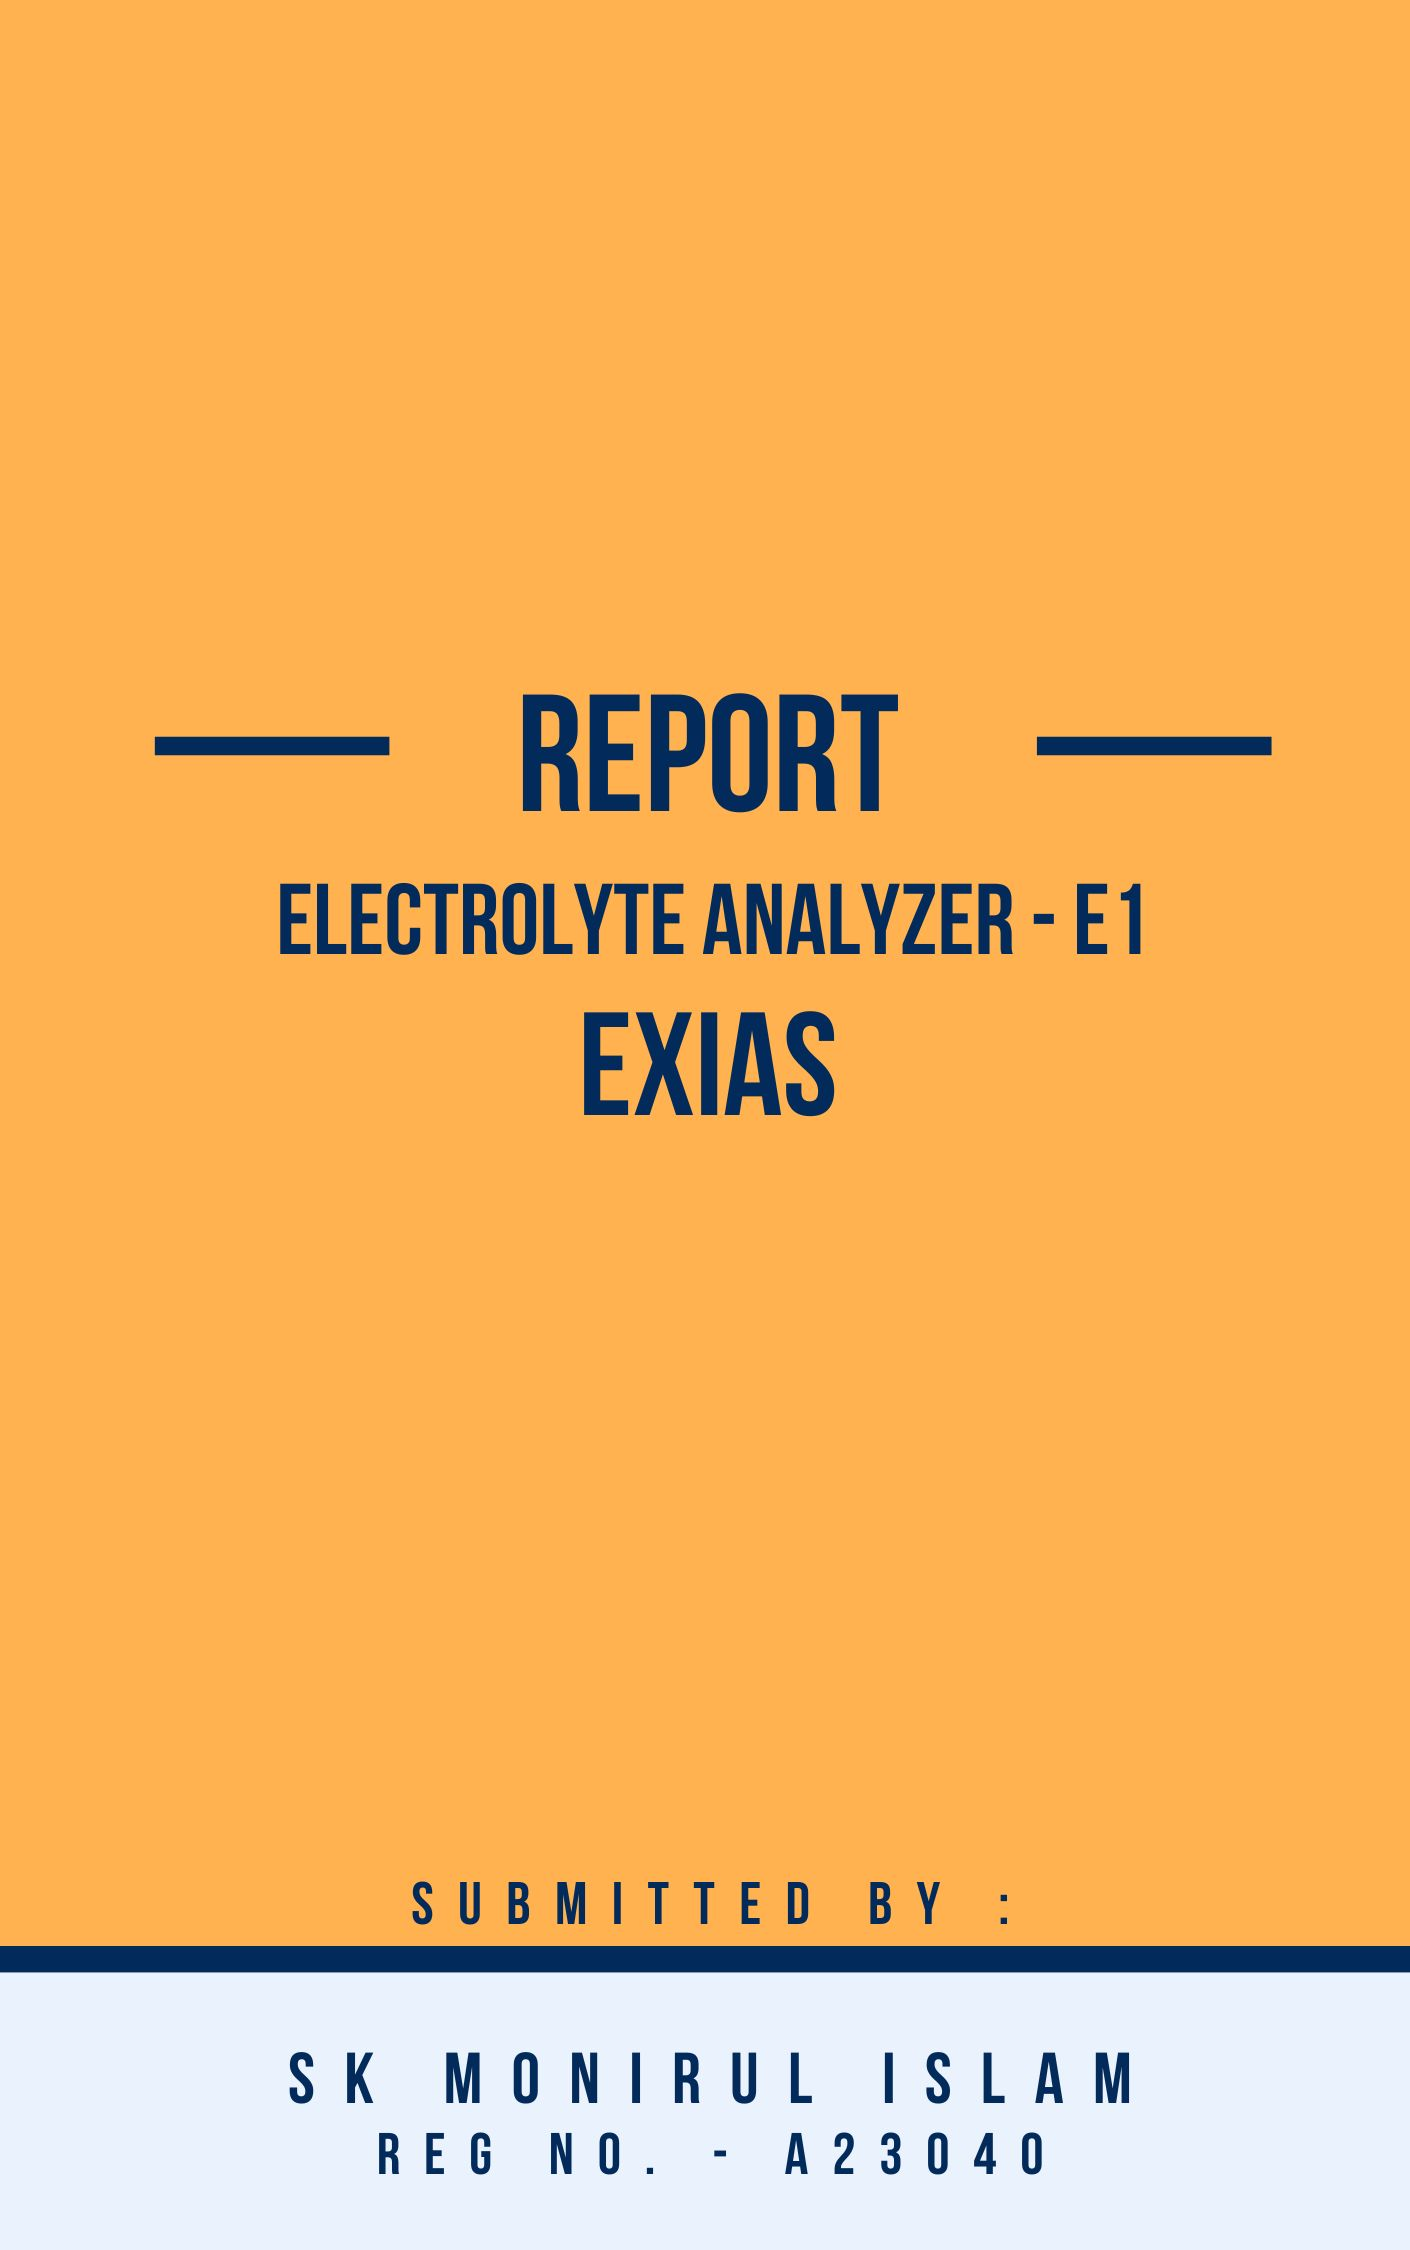 REPORT
ELECTROLYTE ANALYZER - E1
EXIAS
SUBMITTED BY :
SK MONIRUL ISLAM
REG NO. - A23040